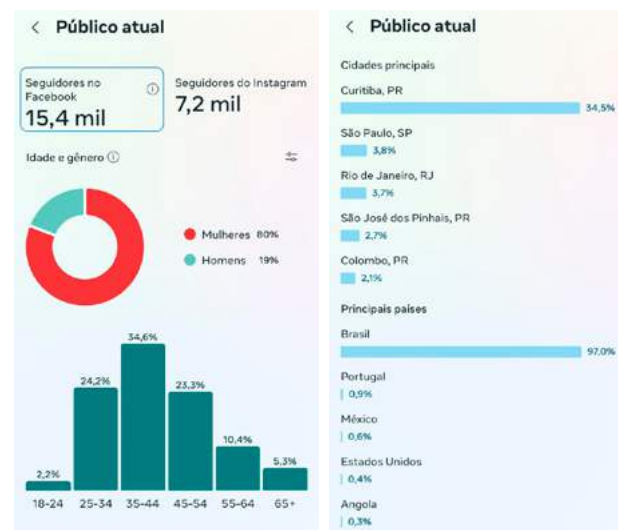 Público atual
Seguidores no
Facebook
15,4 mil
Seguidores do Instagram
7,2 mil
Idade e gênero
Mulheres 80%
Homens 19%
34,6%
24,2%
23,3%
10,4%
5,3%
2,2%
18-24 25-34 35-44 45-54 55-64 65+
Público atual
Cidades principais
Curitiba, PR
34,5%
São Paulo, SP
3,8%
Rio de Janeiro, RJ
3,7%
São José dos Pinhais, PR
2,7%
Colombo, PR
2,1%
Principais países
Brasil
97,0%
Portugal
0,9%
México
0,6%
Estados Unidos
0,4%
Angola
0,3%